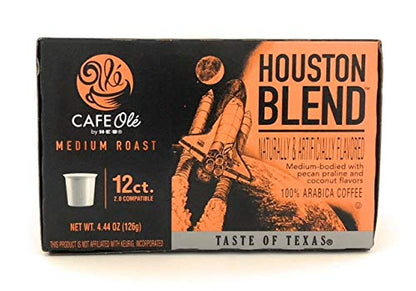 Olé
CAFE Olé
by H-E-B®
MEDIUM ROAST
12ct.
2.0 COMPATIBLE
NET WT. 4.44 OZ (126g)
THIS PRODUCT IS NOT AFFILIATED WITH KEURIG, INCORPORATED
HOUSTON
BLEND™
NATURALLY & ARTIFICIALLY FLAVORED
Medium-bodied with
pecan praline and
coconut flavors
100% ARABICA COFFEE
TASTE OF TEXAS®